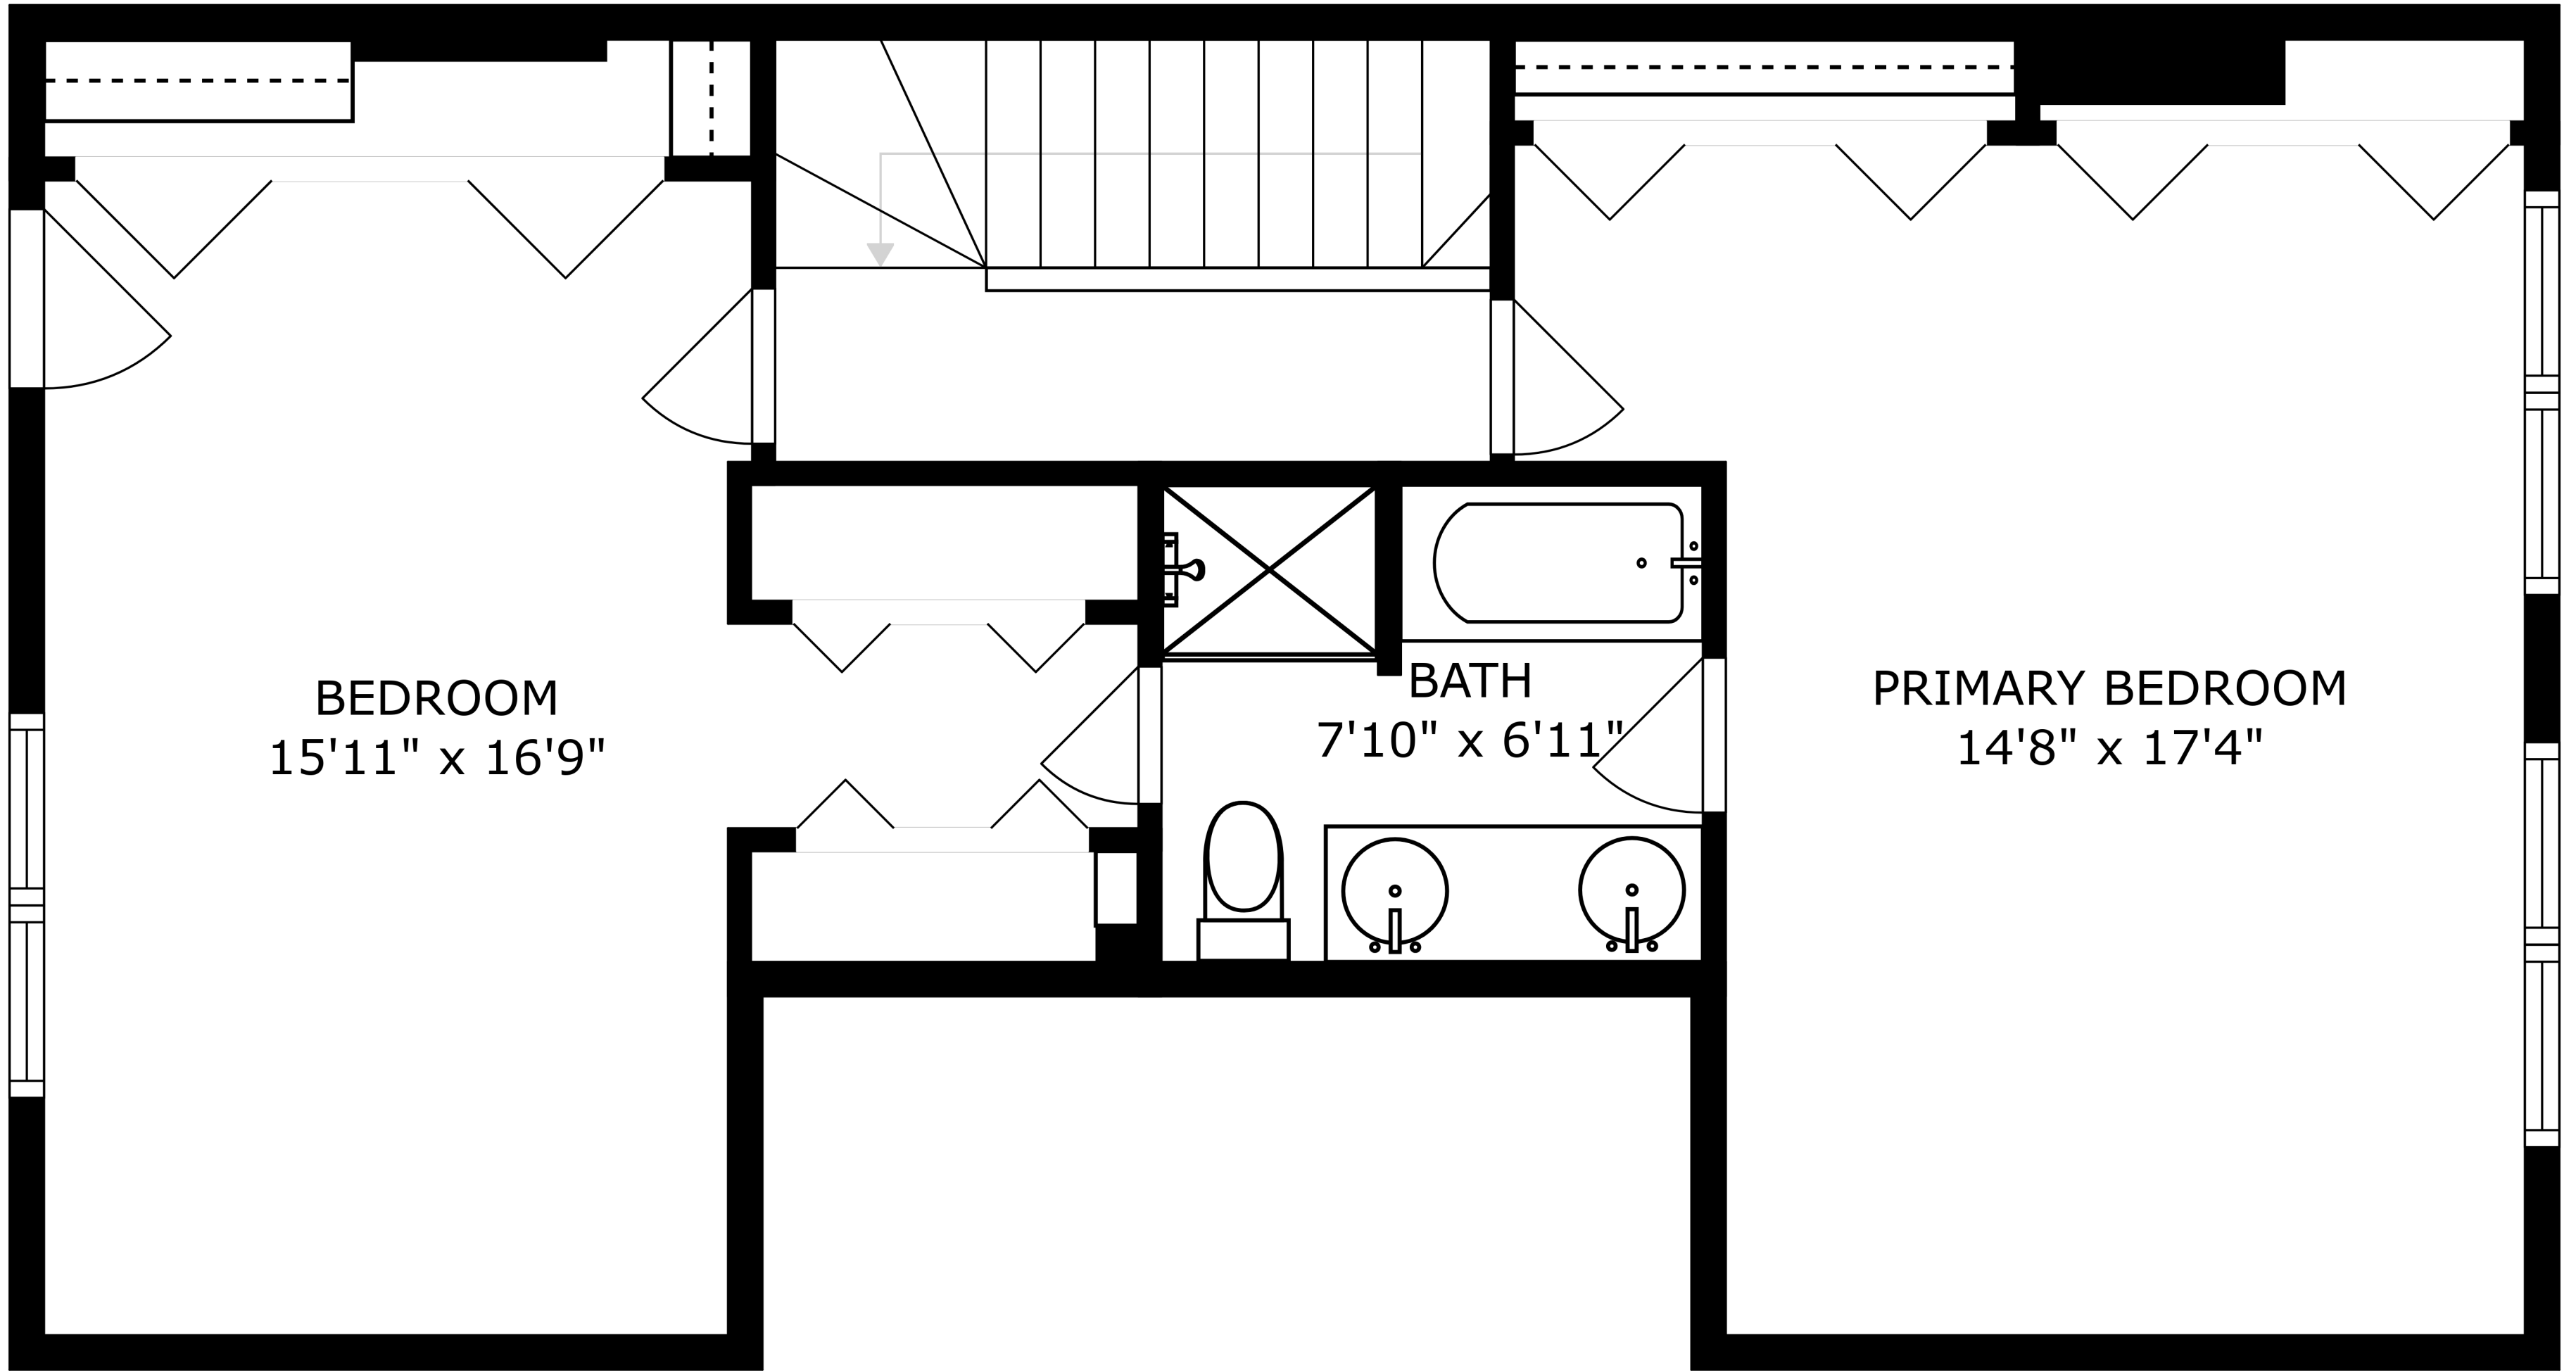 BEDROOM
15'11" x 16'9"
BATH
7'10" x 6'11"
PRIMARY BEDROOM
14'8" x 17'4"